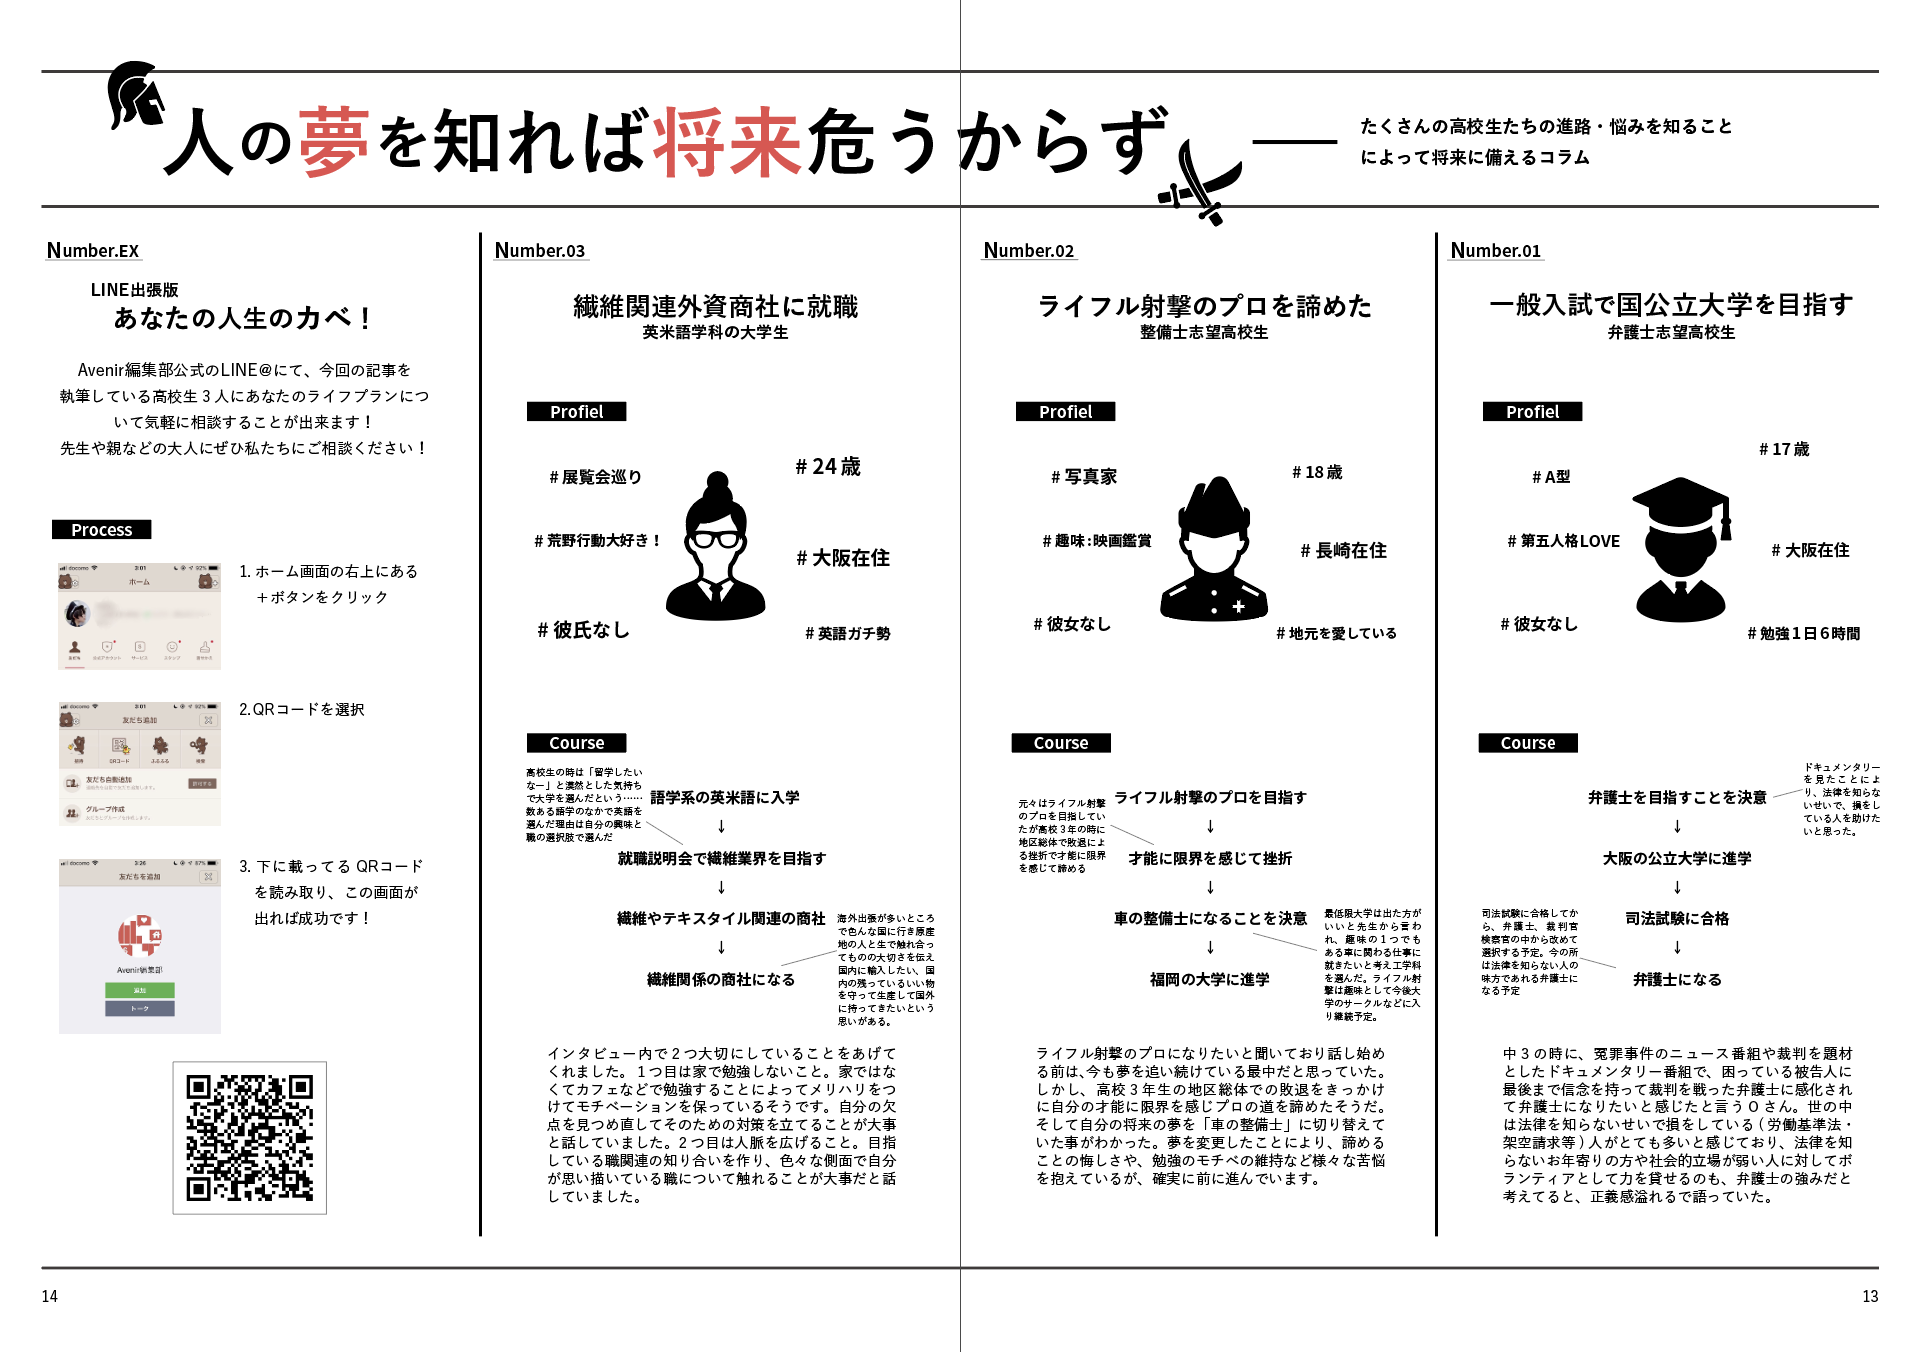 人の夢を知れば将来危うからず
たくさんの高校生たちの進路・悩みを知ること
によって将来に備えるコラム
Number.01
一般入試で国公立大学を目指す
弁護士志望高校生
Profiel
# 17 歳
# A型
# 第五人格LOVE
# 大阪在住
# 彼女なし
# 勉強１日６時間
Course
ドキュメンタリー
を見たことによ
り、法律を知らな
いせいで、損をし
ている人を助けた
いと思った。
弁護士を目指すことを決意
↓
大阪の公立大学に進学
↓
司法試験に合格
↓
弁護士になる
司法試験に合格してか
ら、弁護士、裁判官
検察官の中から改めて
選択する予定。今の所
は法律を知らない人の
味方であれる弁護士に
なる予定
中３の時に、冤罪事件のニュース番組や裁判を題材
としたドキュメンタリー番組で、困っている被告人に
最後まで信念を持って裁判を戦った弁護士に感化され
て弁護士になりたいと感じたと言うＯさん。世の中
は法律を知らないせいで損をしている ( 労働基準法・
架空請求等 ) 人がとても多いと感じており、法律を知
らないお年寄りの方や社会的立場が弱い人に対してボ
ランティアとして力を貸せるのも、弁護士の強みだと
考えてると、正義感溢れるで語っていた。
Number.02
ライフル射撃のプロを諦めた
整備士志望高校生
Profiel
# 写真家
# 18 歳
# 趣味:映画鑑賞
# 長崎在住
# 彼女なし
# 地元を愛している
Course
元々はライフル射撃
のプロを目指してい
たが高校３年の時に
地区総体で敗退によ
る挫折で才能に限界
を感じて諦める
ライフル射撃のプロを目指す
↓
才能に限界を感じて挫折
↓
車の整備士になることを決意
↓
福岡の大学に進学
最低限大学は出た方が
いいと先生から言わ
れ、趣味の１つでも
ある車に関わる仕事に
就きたいと考え工学科
を選んだ。ライフル射
撃は趣味として今後大
学のサークルなどに入
り継続予定。
ライフル射撃のプロになりたいと聞いており話し始め
る前は、今も夢を追い続けている最中だと思っていた。
しかし、高校３年生の地区総体での敗退をきっかけ
に自分の才能に限界を感じプロの道を諦めたそうだ。
そして自分の将来の夢を「車の整備士」に切り替えて
いた事がわかった。夢を変更したことにより、諦める
ことの悔しさや、勉強のモチベの維持など様々な苦悩
を抱えているが、確実に前に進んでいます。
Number.03
繊維関連外資商社に就職
英米語学科の大学生
Profiel
# 展覧会巡り
# 24 歳
# 荒野行動大好き！
# 大阪在住
# 彼氏なし
# 英語ガチ勢
Course
高校生の時は「留学したい
なー」と漠然とした気持ち
で大学を選んだという……
数ある語学のなかで英語を
選んだ理由は自分の興味と
職の選択肢で選んだ
語学系の英米語に入学
↓
就職説明会で繊維業界を目指す
↓
繊維やテキスタイル関連の商社
↓
繊維関係の商社になる
海外出張が多いところ
で色んな国に行き原産
地の人と生で触れ合っ
てものの大切さを伝え
国内に輸入したい、国
内の残っているいい物
を守って生産して国外
に持ってきたいという
思いがある。
インタビュー内で２つ大切にしていることをあげて
くれました。１つ目は家で勉強しないこと。家ではな
くてカフェなどで勉強することによってメリハリをつ
けてモチベーションを保っているそうです。自分の欠
点を見つめ直してそのための対策を立てることが大事
と話していました。２つ目は人脈を広げること。目指
している職関連の知り合いを作り、色々な側面で自分
が思い描いている職について触れることが大事だと話
していました。
Number.EX
LINE出張版
あなたの人生のカベ！
Avenir編集部公式のLINE@にて、今回の記事を
執筆している高校生３人にあなたのライフプランにつ
いて気軽に相談することが出来ます！
先生や親などの大人にぜひ私たちにご相談ください！
Process
docomo 3:01 92%
ホーム
1. ホーム画面の右上にある
＋ボタンをクリック
docomo 3:01 92%
友だち追加
招待 QRコード ふるふる 検索
友だち自動追加
グループ作成
2.QRコードを選択
docomo 3:26 87%
友だちを追加
Avenir編集部
追加
トーク
3. 下に載ってる QRコード
を読み取り、この画面が
出れば成功です！
14
13